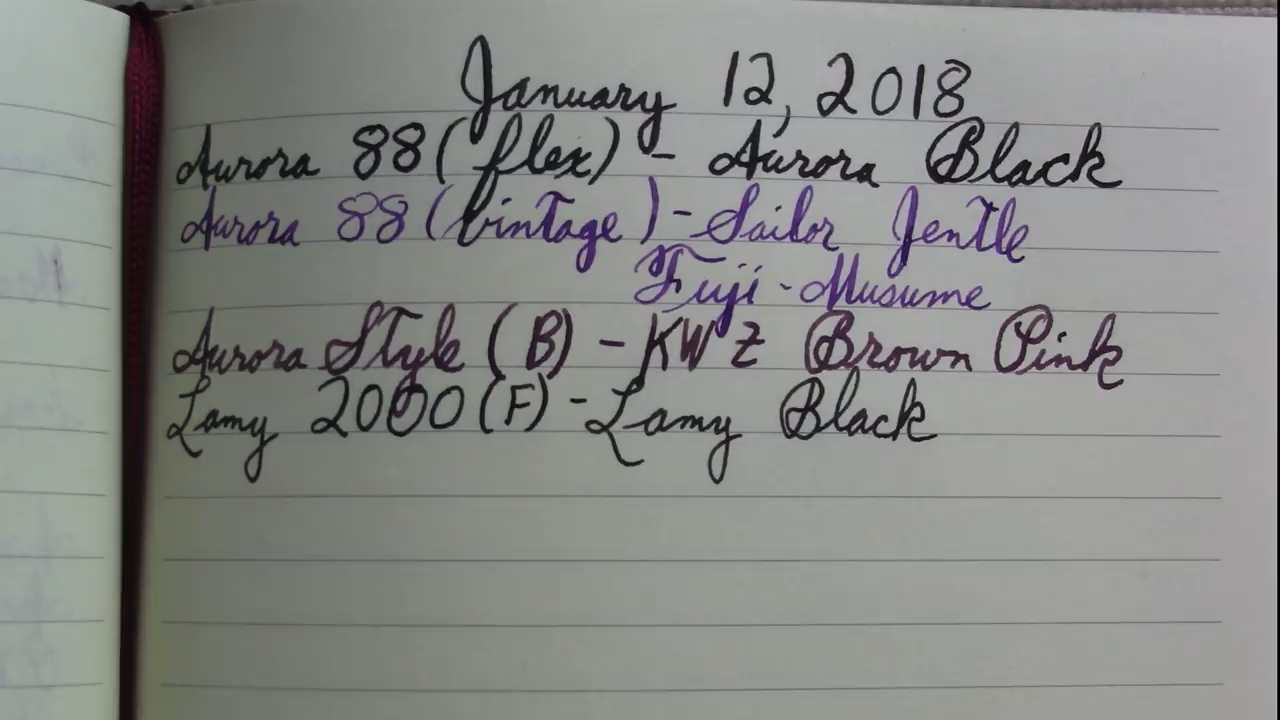 January 12, 2018
Aurora 88 (flex) - Aurora Black
Aurora 88 (vintage) - Sailor Jentle
Fuji - Musume
Aurora Style (B) - KWZ Brown Pink
Lamy 2000 (F) - Lamy Black